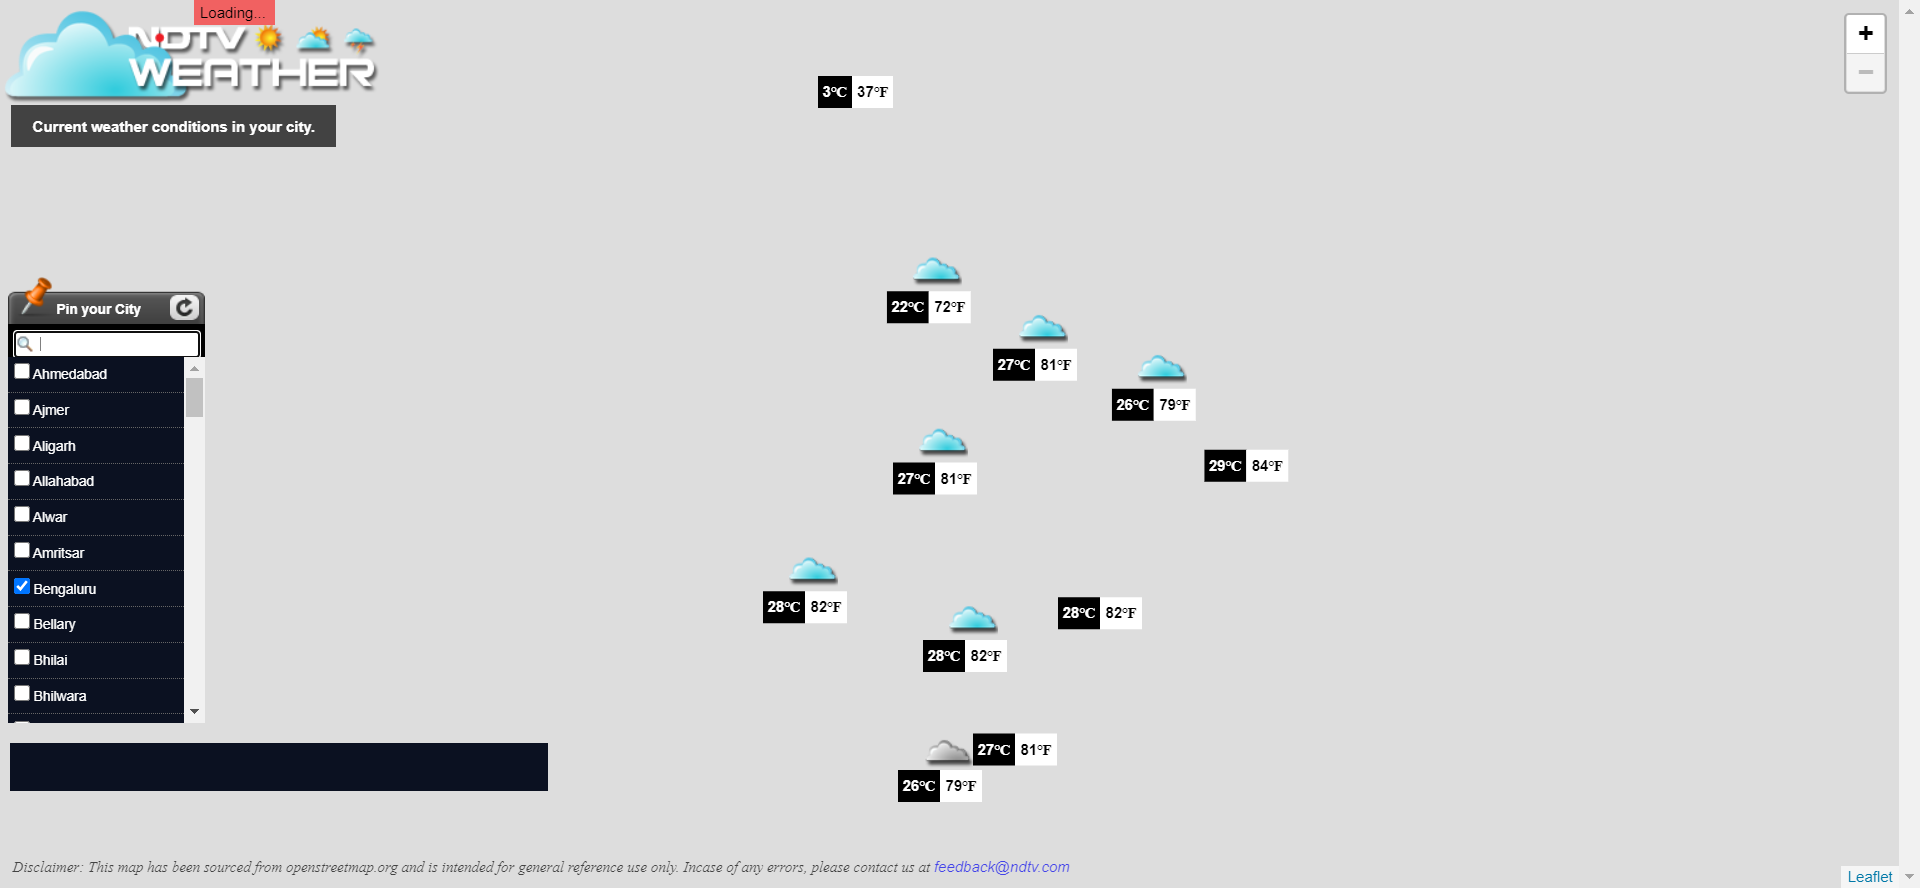 Loading...
NDTV
WEATHER
Current weather conditions in your city.
+
−
3°C 37°F
22°C 72°F
27°C 81°F
26°C 79°F
27°C 81°F
29°C 84°F
28°C 82°F
28°C 82°F
28°C 82°F
27°C 81°F
26°C 79°F
Pin your City
Ahmedabad
Ajmer
Aligarh
Allahabad
Alwar
Amritsar
Bengaluru
Bellary
Bhilai
Bhilwara
Disclaimer: This map has been sourced from openstreetmap.org and is intended for general reference use only. Incase of any errors, please contact us at feedback@ndtv.com
Leaflet